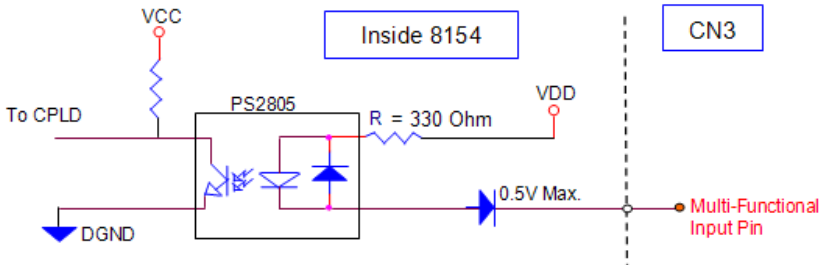 VCC
Inside 8154
CN3
To CPLD
PS2805
R = 330 Ohm
VDD
0.5V Max.
Multi-Functional
Input Pin
DGND